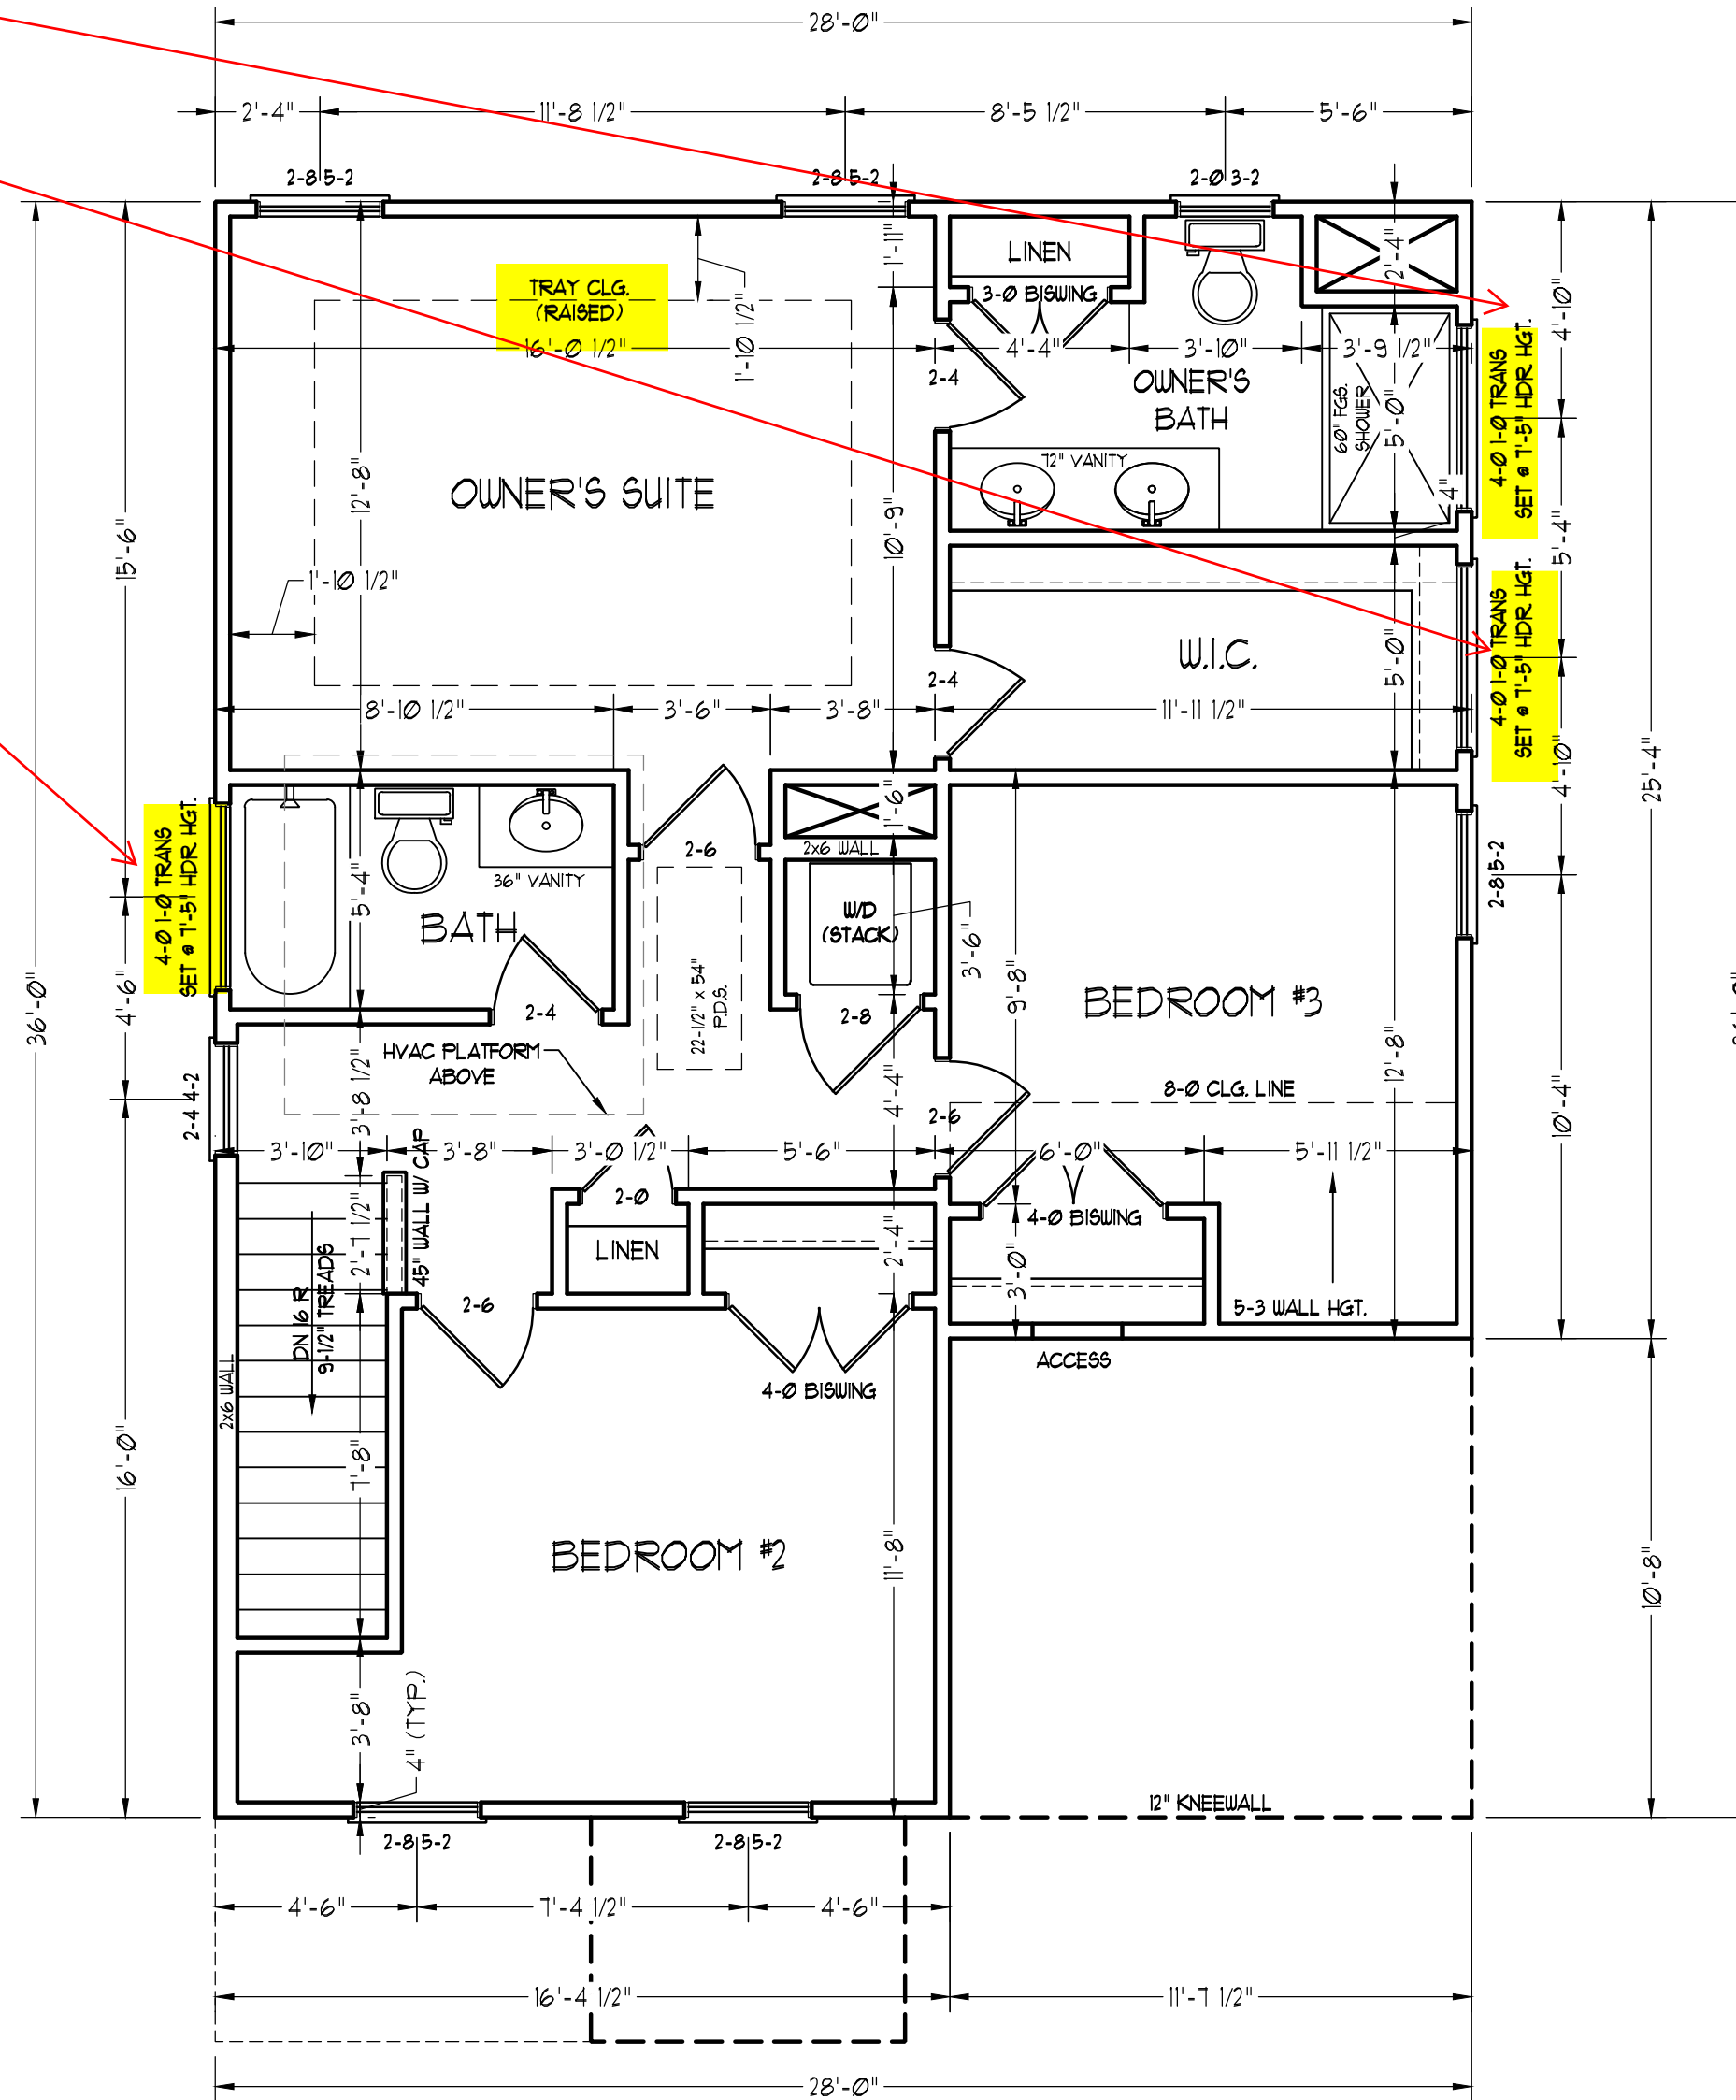 28'-0"
2'-4"
11'-8 1/2"
8'-5 1/2"
5'-6"
2-8 5-2
2-8 5-2
2-0 3-2
LINEN
3-0 BISWING
TRAY CLG.
(RAISED)
1'-11"
2'-4"
1'-10 1/2"
16'-0 1/2"
4'-4"
3'-10"
3'-9 1/2"
4'-10"
2-4
OWNER'S
BATH
60" FGS.
SHOWER
5'-0"
4-0 1-0 TRANS
SET @ 7'-5" HDR HGT.
72" VANITY
4"
OWNER'S SUITE
12'-8"
10'-9"
15'-6"
5'-4"
1'-10 1/2"
4-0 1-0 TRANS
SET @ 7'-5" HDR HGT.
W.I.C.
5'-0"
2-4
8'-10 1/2"
3'-6"
3'-8"
11'-11 1/2"
4'-10"
25'-4"
1'-6"
2x6 WALL
2-6
36" VANITY
5'-4"
BATH
4-0 1-0 TRANS
SET @ 7'-5" HDR HGT.
W/D
(STACK)
3'-6"
2-8 5-2
36'-0"
4'-6"
22-1/2" x 54"
P.D.S.
9'-8"
BEDROOM #3
2-4
2-8
HVAC PLATFORM
ABOVE
3'-8 1/2"
4'-4"
12'-8"
8-0 CLG. LINE
2-4 4-2
2-6
10'-4"
3'-10"
3'-8"
3'-0 1/2"
5'-6"
6'-0"
5'-11 1/2"
45" WALL W/ CAP
2-0
4-0 BISWING
2'-7 1/2"
LINEN
2'-4"
3'-0"
DN 16 R
9-1/2" TREADS
2-6
5-3 WALL HGT.
4-0 BISWING
ACCESS
2x6 WALL
16'-0"
7'-8"
BEDROOM #2
11'-8"
10'-8"
3'-8"
4" (TYP.)
12" KNEEWALL
2-8 5-2
2-8 5-2
4'-6"
7'-4 1/2"
4'-6"
16'-4 1/2"
11'-7 1/2"
28'-0"